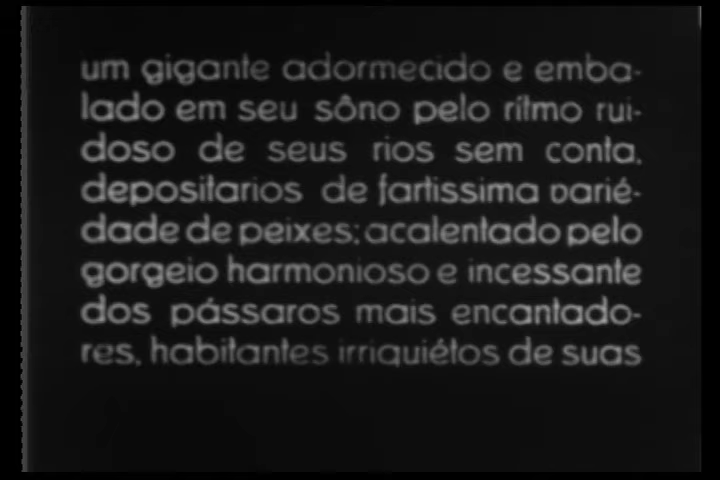 um gigante adormecido e emba-
lado em seu sôno pelo ritmo rui-
doso de seus rios sem conta,
depositarios de fartissima varié-
dade de peixes; acalentado pelo
gorgeio harmonioso e incessante
dos pássaros mais encantado-
res, habitantes irriquiétos de suas